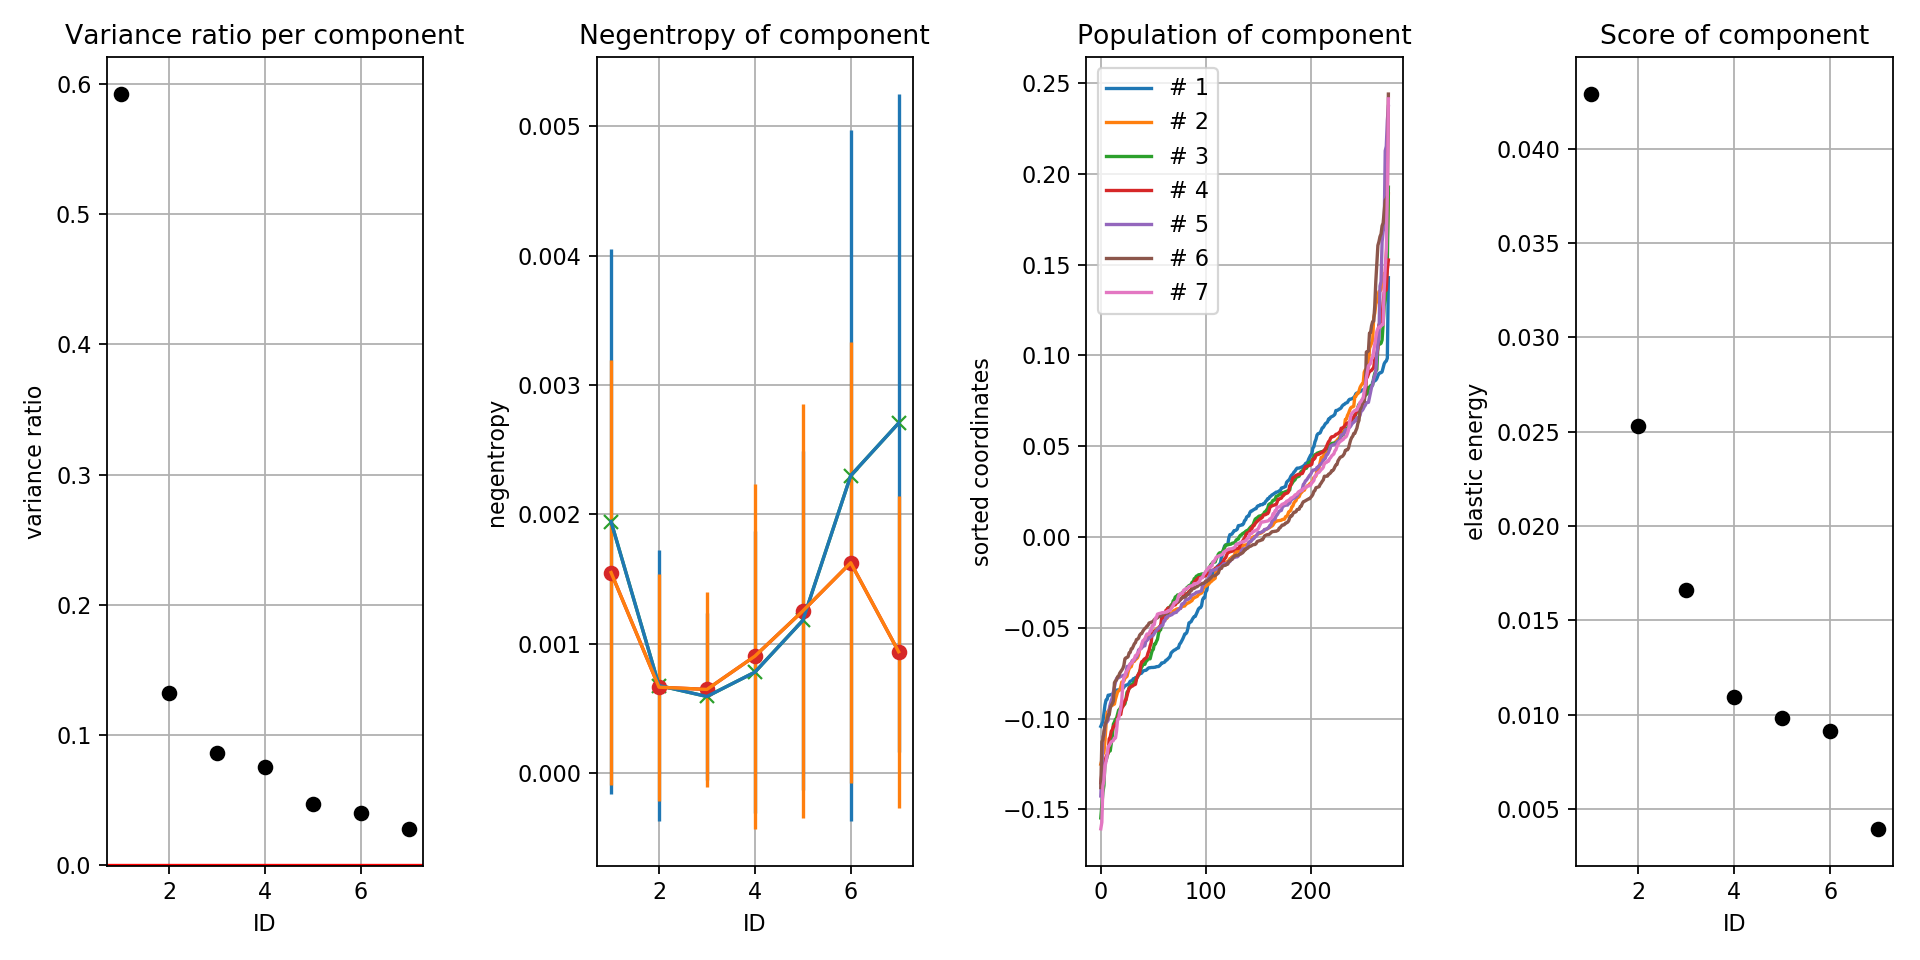 Variance ratio per component
0.6
0.5
0.4
0.3
0.2
0.1
0.0
variance ratio
2 4 6
ID
Negentropy of component
0.005
0.004
0.003
0.002
0.001
0.000
negentropy
2 4 6
ID
Population of component
0.25
0.20
0.15
0.10
0.05
0.00
−0.05
−0.10
−0.15
sorted coordinates
# 1
# 2
# 3
# 4
# 5
# 6
# 7
0 100 200
Score of component
0.040
0.035
0.030
0.025
0.020
0.015
0.010
0.005
elastic energy
2 4 6
ID